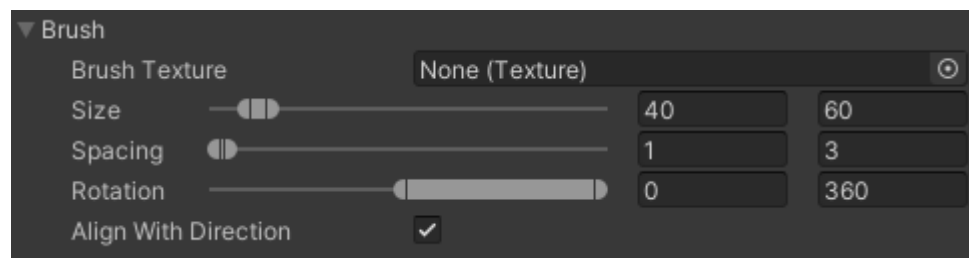 Brush
Brush Texture None (Texture)
Size 40 60
Spacing 1 3
Rotation 0 360
Align With Direction